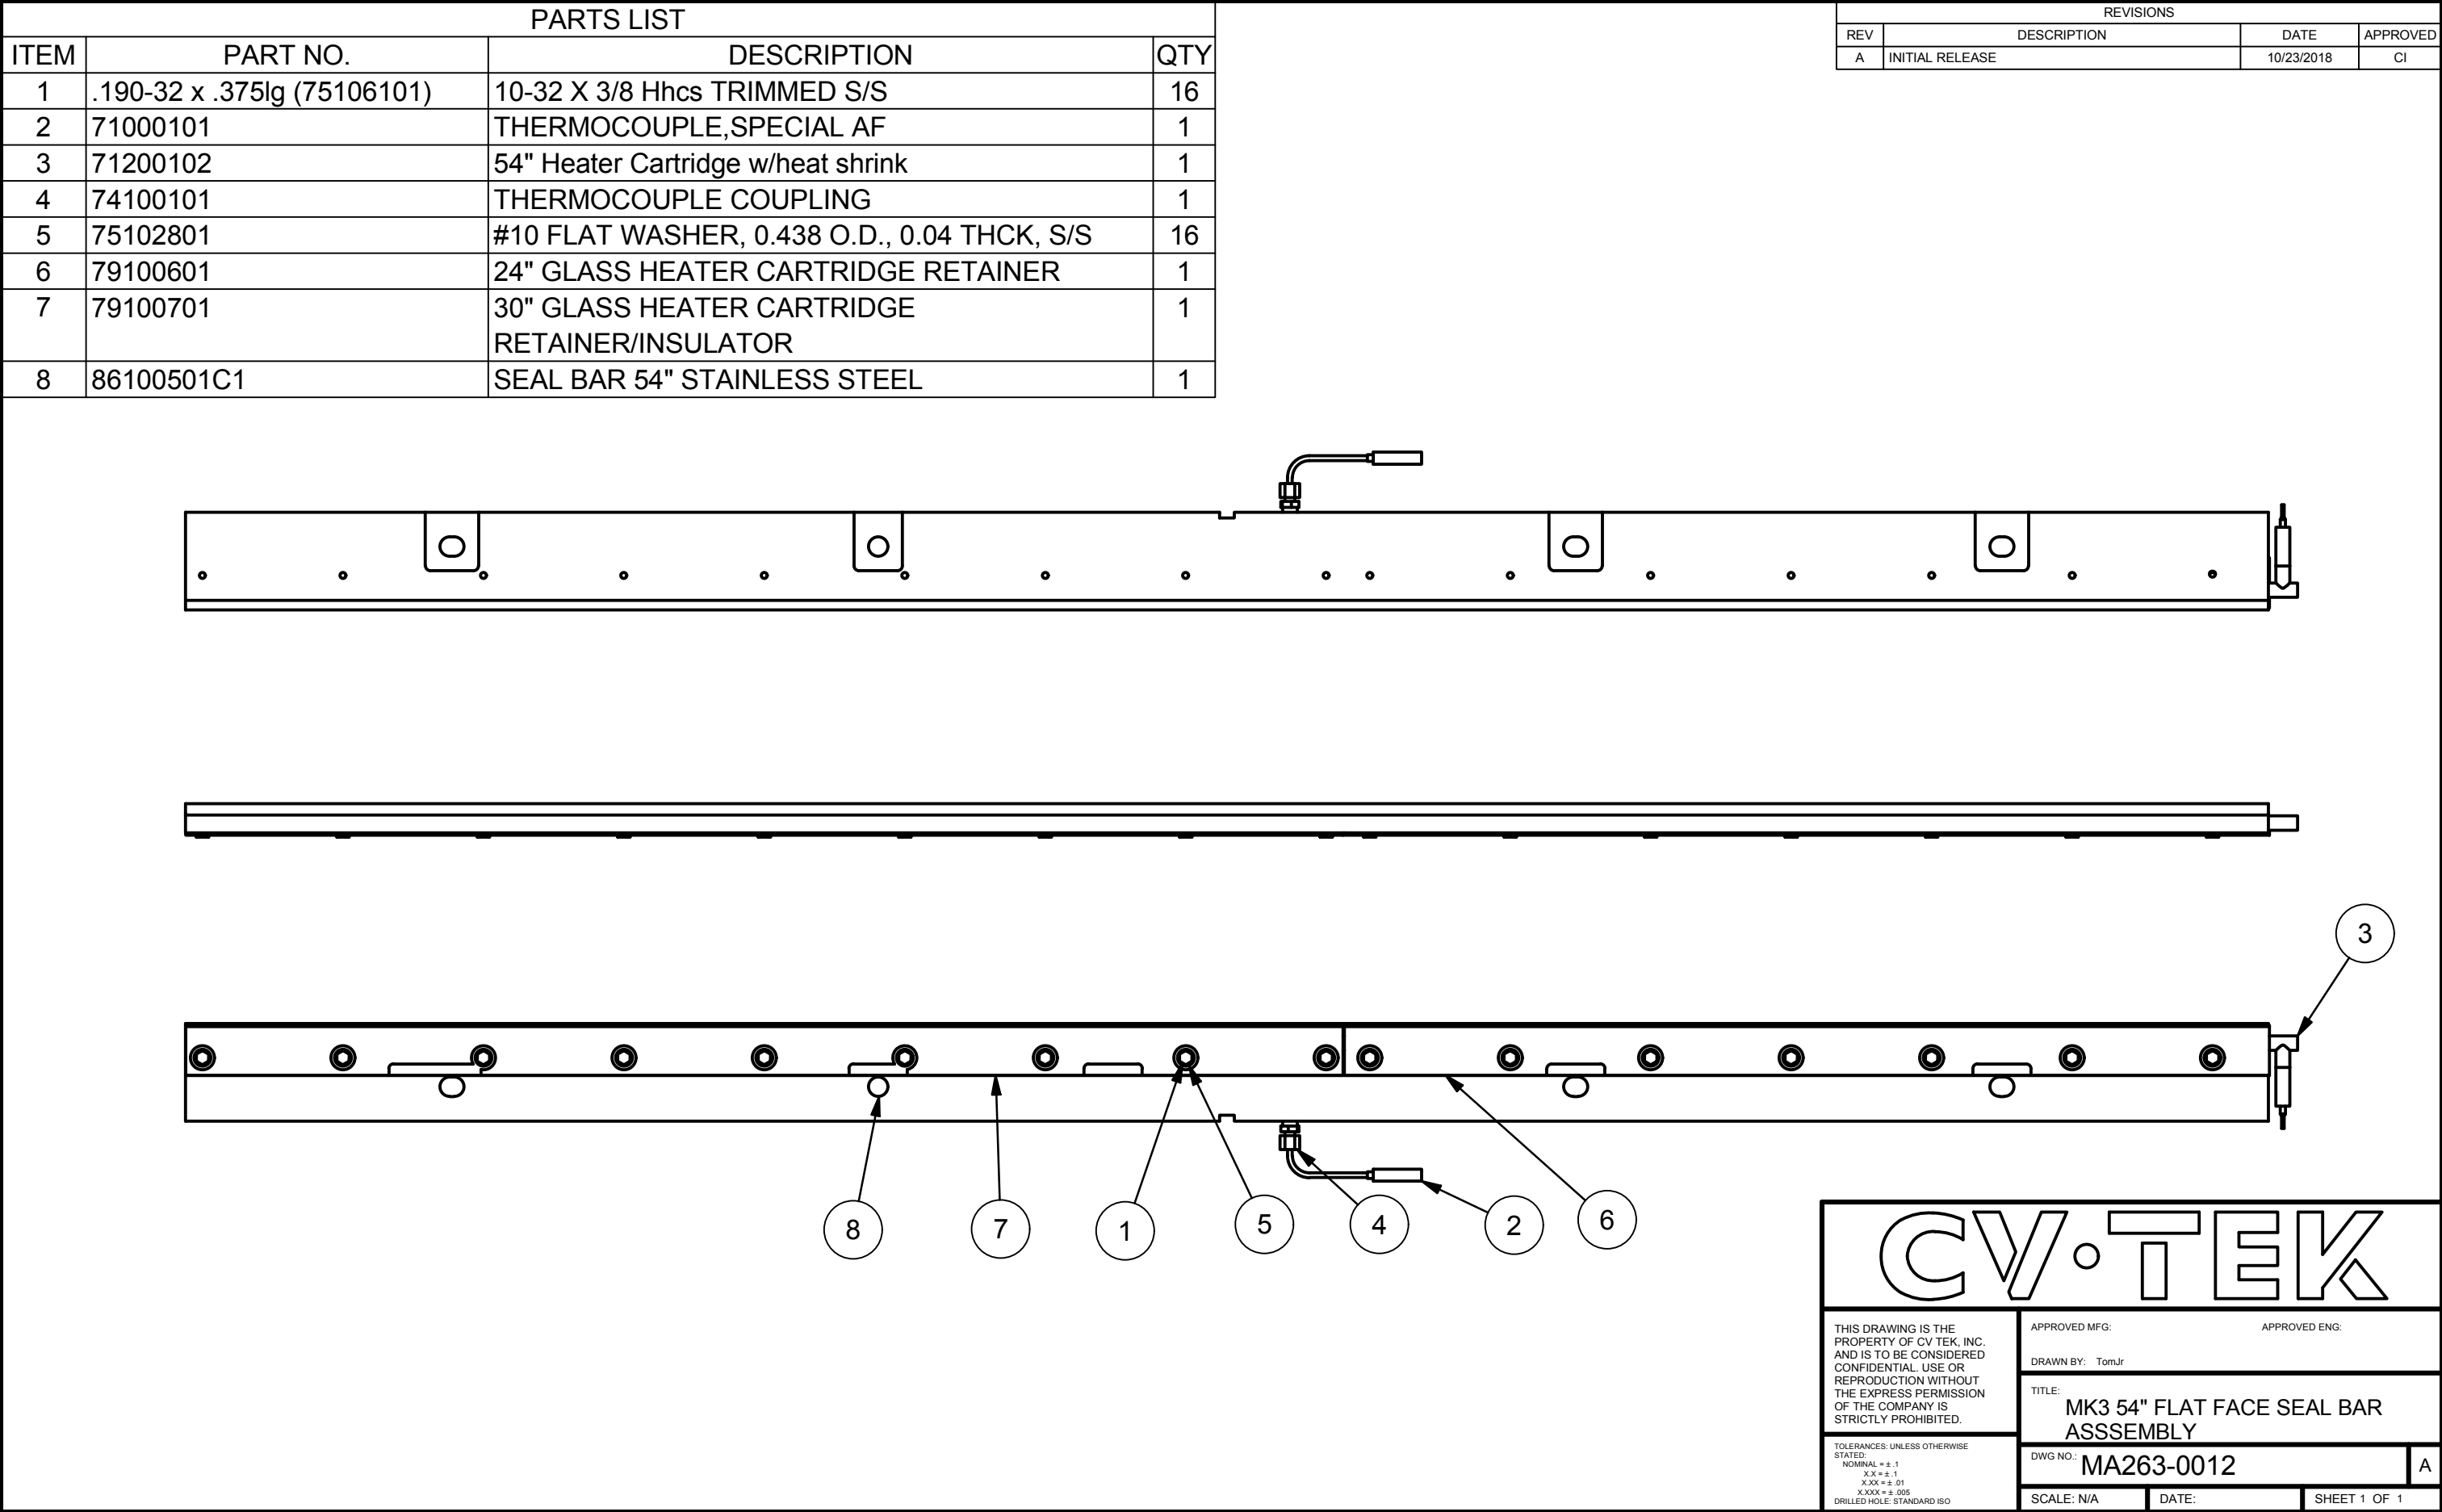 PARTS LIST
ITEM PART NO. DESCRIPTION QTY
1 .190-32 x .375lg (75106101) 10-32 X 3/8 Hhcs TRIMMED S/S 16
2 71000101 THERMOCOUPLE,SPECIAL AF 1
3 71200102 54" Heater Cartridge w/heat shrink 1
4 74100101 THERMOCOUPLE COUPLING 1
5 75102801 #10 FLAT WASHER, 0.438 O.D., 0.04 THCK, S/S 16
6 79100601 24" GLASS HEATER CARTRIDGE RETAINER 1
7 79100701 30" GLASS HEATER CARTRIDGE 1
RETAINER/INSULATOR
8 86100501C1 SEAL BAR 54" STAINLESS STEEL 1
REVISIONS
REV DESCRIPTION DATE APPROVED
A INITIAL RELEASE 10/23/2018 CI
3
8 7 1 5 4 2 6
CV·TEK
THIS DRAWING IS THE
PROPERTY OF CV TEK, INC.
AND IS TO BE CONSIDERED
CONFIDENTIAL. USE OR
REPRODUCTION WITHOUT
THE EXPRESS PERMISSION
OF THE COMPANY IS
STRICTLY PROHIBITED.
TOLERANCES: UNLESS OTHERWISE
STATED:
NOMINAL = ± .1
X.X = ± .1
X.XX = ± .01
X.XXX = ± .005
DRILLED HOLE: STANDARD ISO
APPROVED MFG: APPROVED ENG:
DRAWN BY: TomJr
TITLE:
MK3 54" FLAT FACE SEAL BAR
ASSSEMBLY
DWG NO.: MA263-0012 A
SCALE: N/A DATE: SHEET 1 OF 1